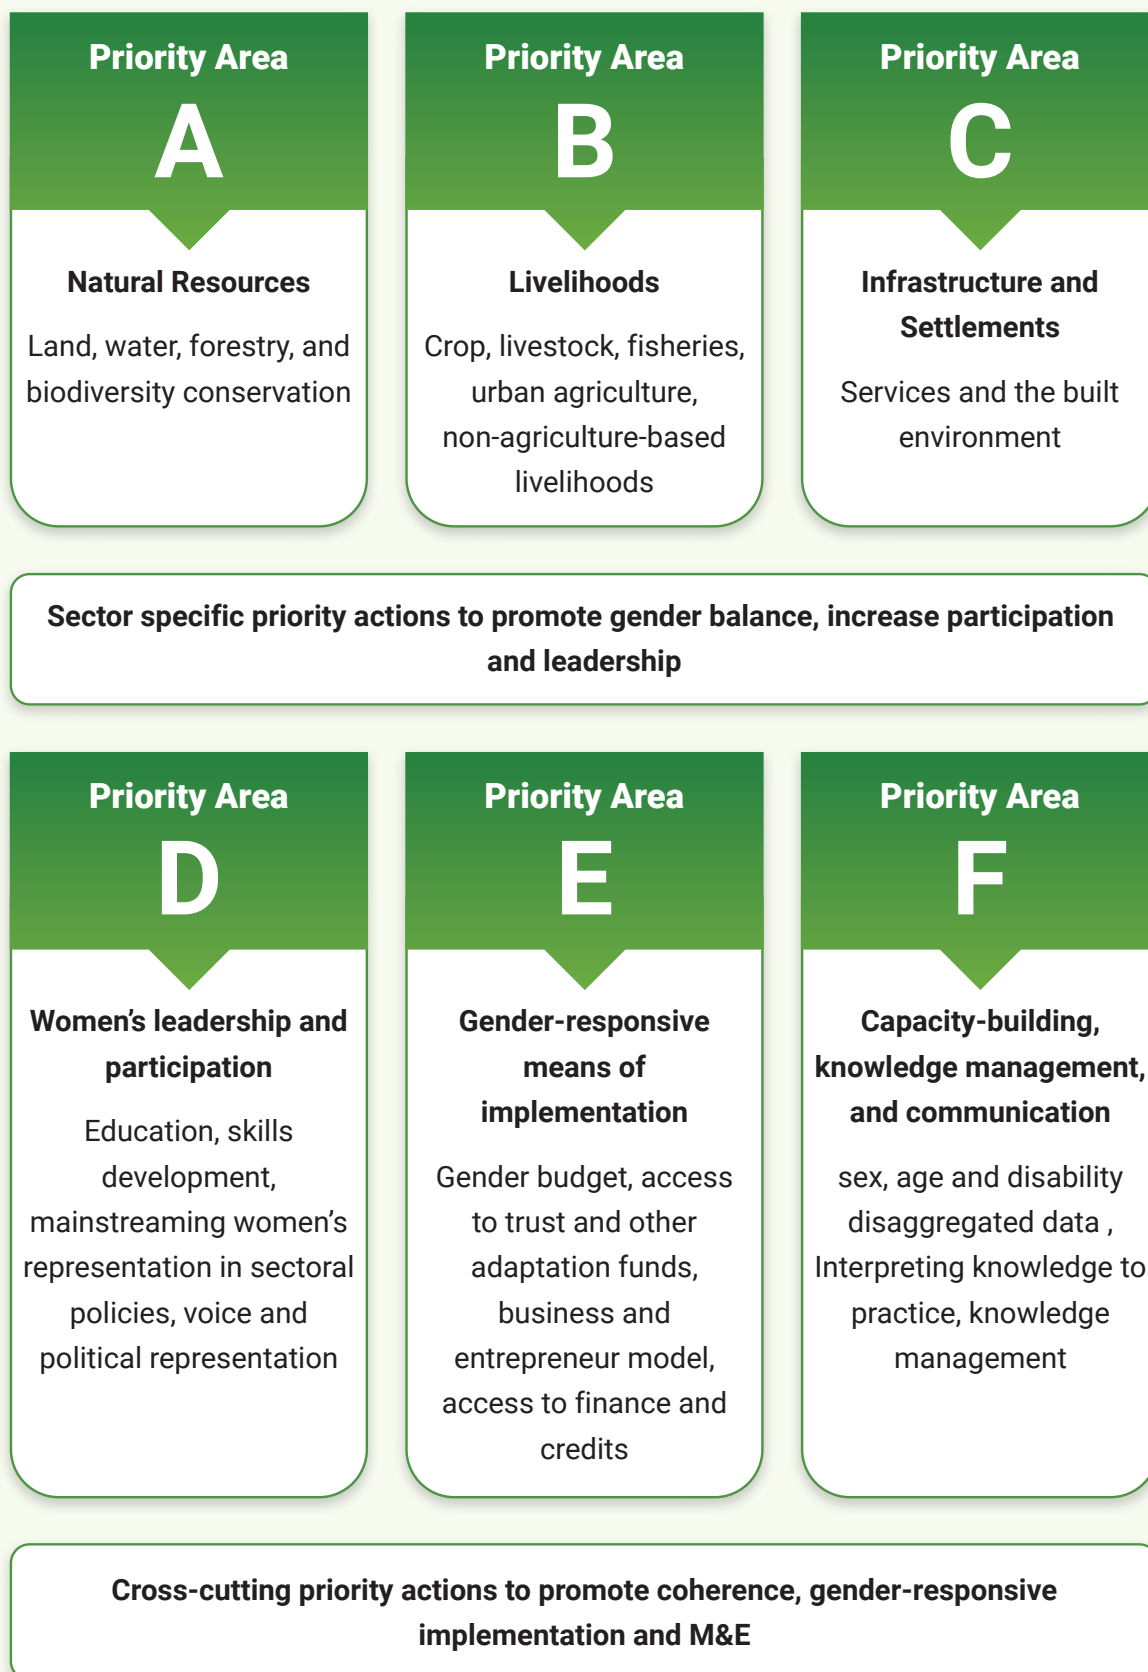 Priority Area
A
Natural Resources
Land, water, forestry, and
biodiversity conservation
Priority Area
B
Livelihoods
Crop, livestock, fisheries,
urban agriculture,
non-agriculture-based
livelihoods
Priority Area
C
Infrastructure and
Settlements
Services and the built
environment
Sector specific priority actions to promote gender balance, increase participation
and leadership
Priority Area
D
Women’s leadership and
participation
Education, skills
development,
mainstreaming women’s
representation in sectoral
policies, voice and
political representation
Priority Area
E
Gender-responsive
means of
implementation
Gender budget, access
to trust and other
adaptation funds,
business and
entrepreneur model,
access to finance and
credits
Priority Area
F
Capacity-building,
knowledge management,
and communication
sex, age and disability
disaggregated data ,
Interpreting knowledge to
practice, knowledge
management
Cross-cutting priority actions to promote coherence, gender-responsive
implementation and M&E